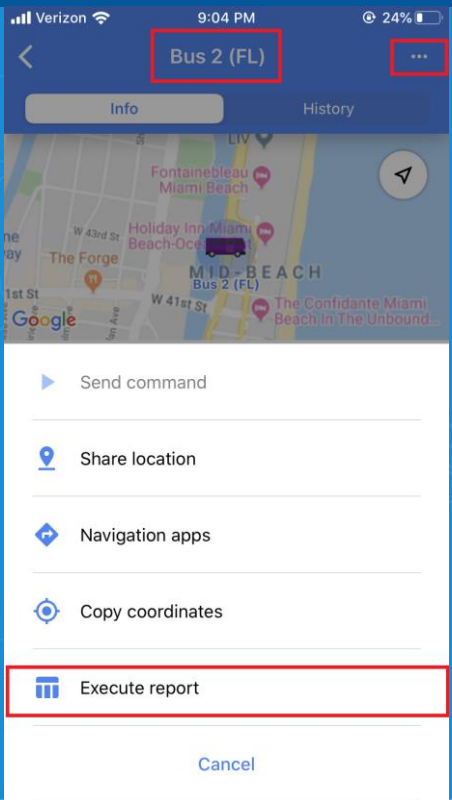 Verizon 9:04 PM 24%
Bus 2 (FL)
Info History
LIV
Fontainebleau
Miami Beach
W 43rd St
Holiday Inn Miami
Beach-Oce
The Forge
MID-BEACH
Bus 2 (FL)
1st St
W 41st St
The Confidante Miami
Beach In The Unbound...
Google
Send command
Share location
Navigation apps
Copy coordinates
Execute report
Cancel